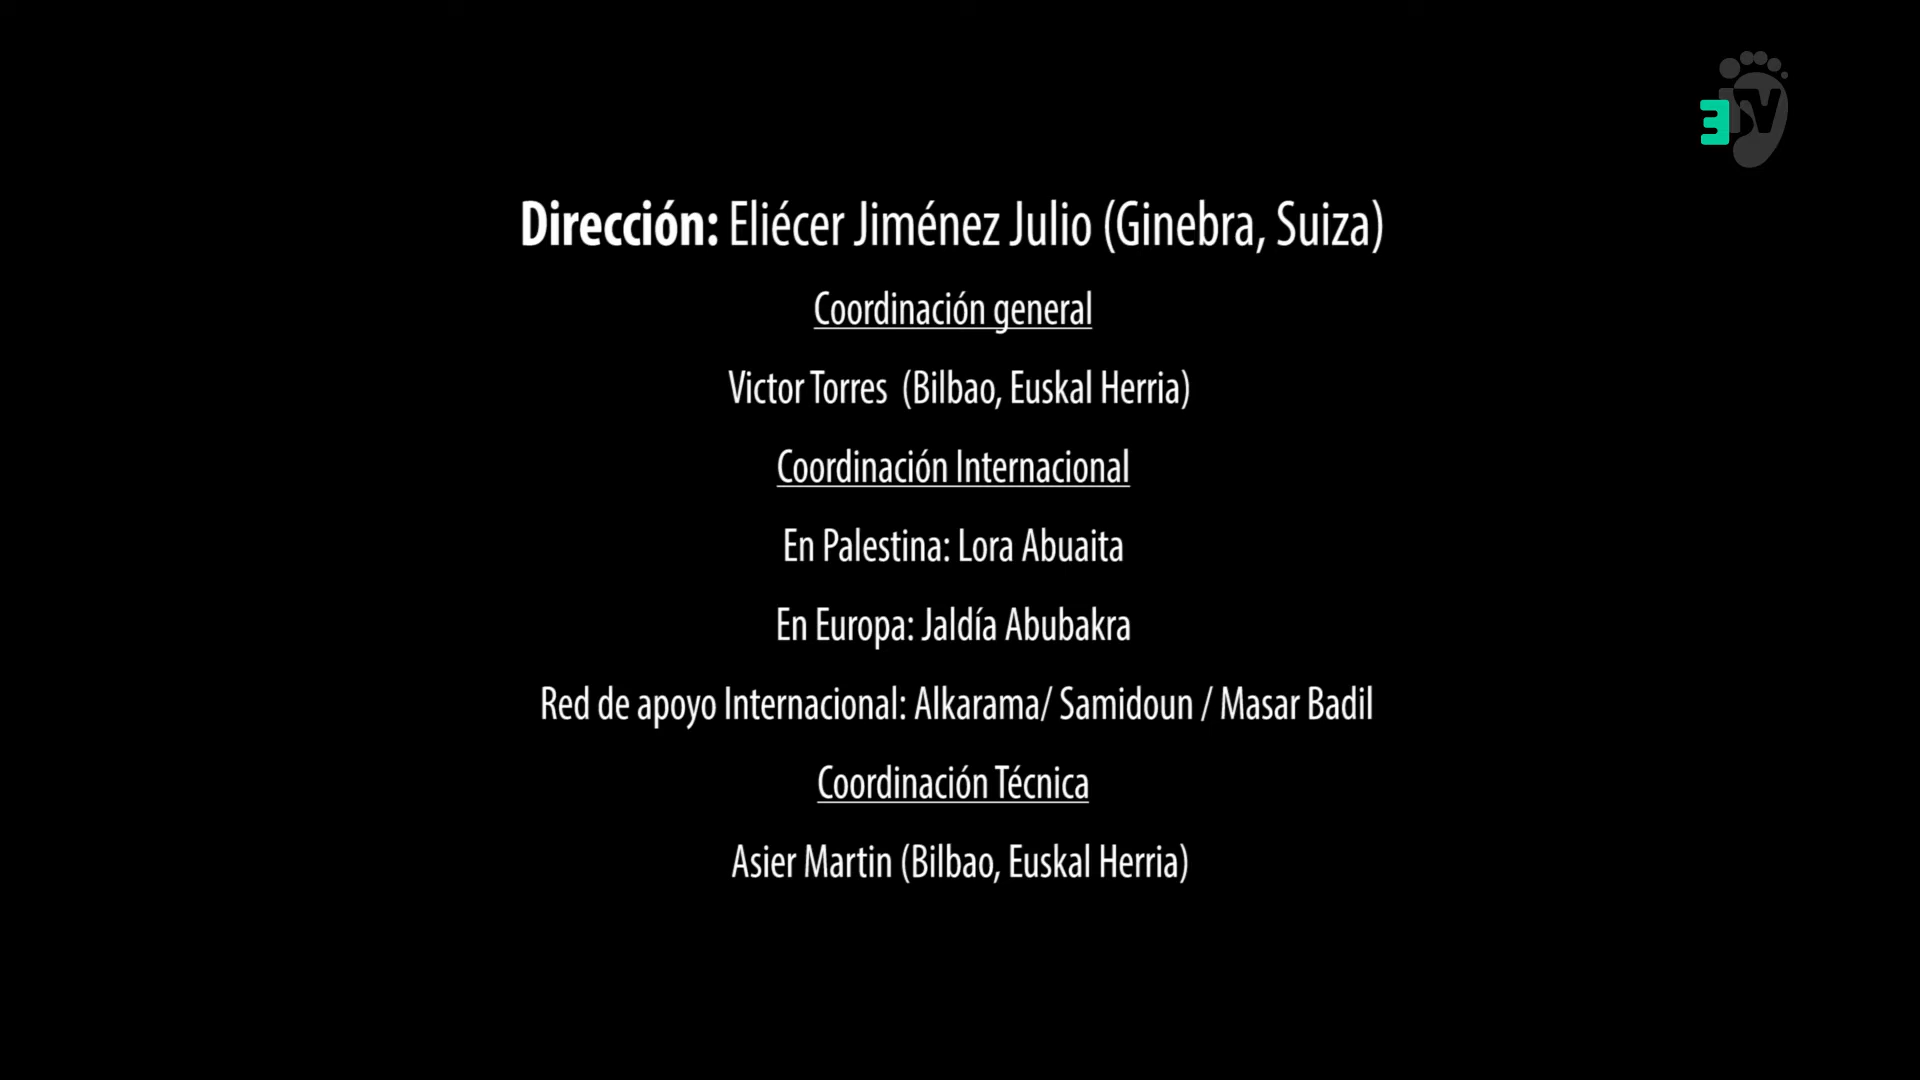 3TV
Dirección: Eliécer Jiménez Julio (Ginebra, Suiza)
Coordinación general
Victor Torres (Bilbao, Euskal Herria)
Coordinación Internacional
En Palestina: Lora Abuaita
En Europa: Jaldía Abubakra
Red de apoyo Internacional: Alkarama/ Samidoun / Masar Badil
Coordinación Técnica
Asier Martin (Bilbao, Euskal Herria)